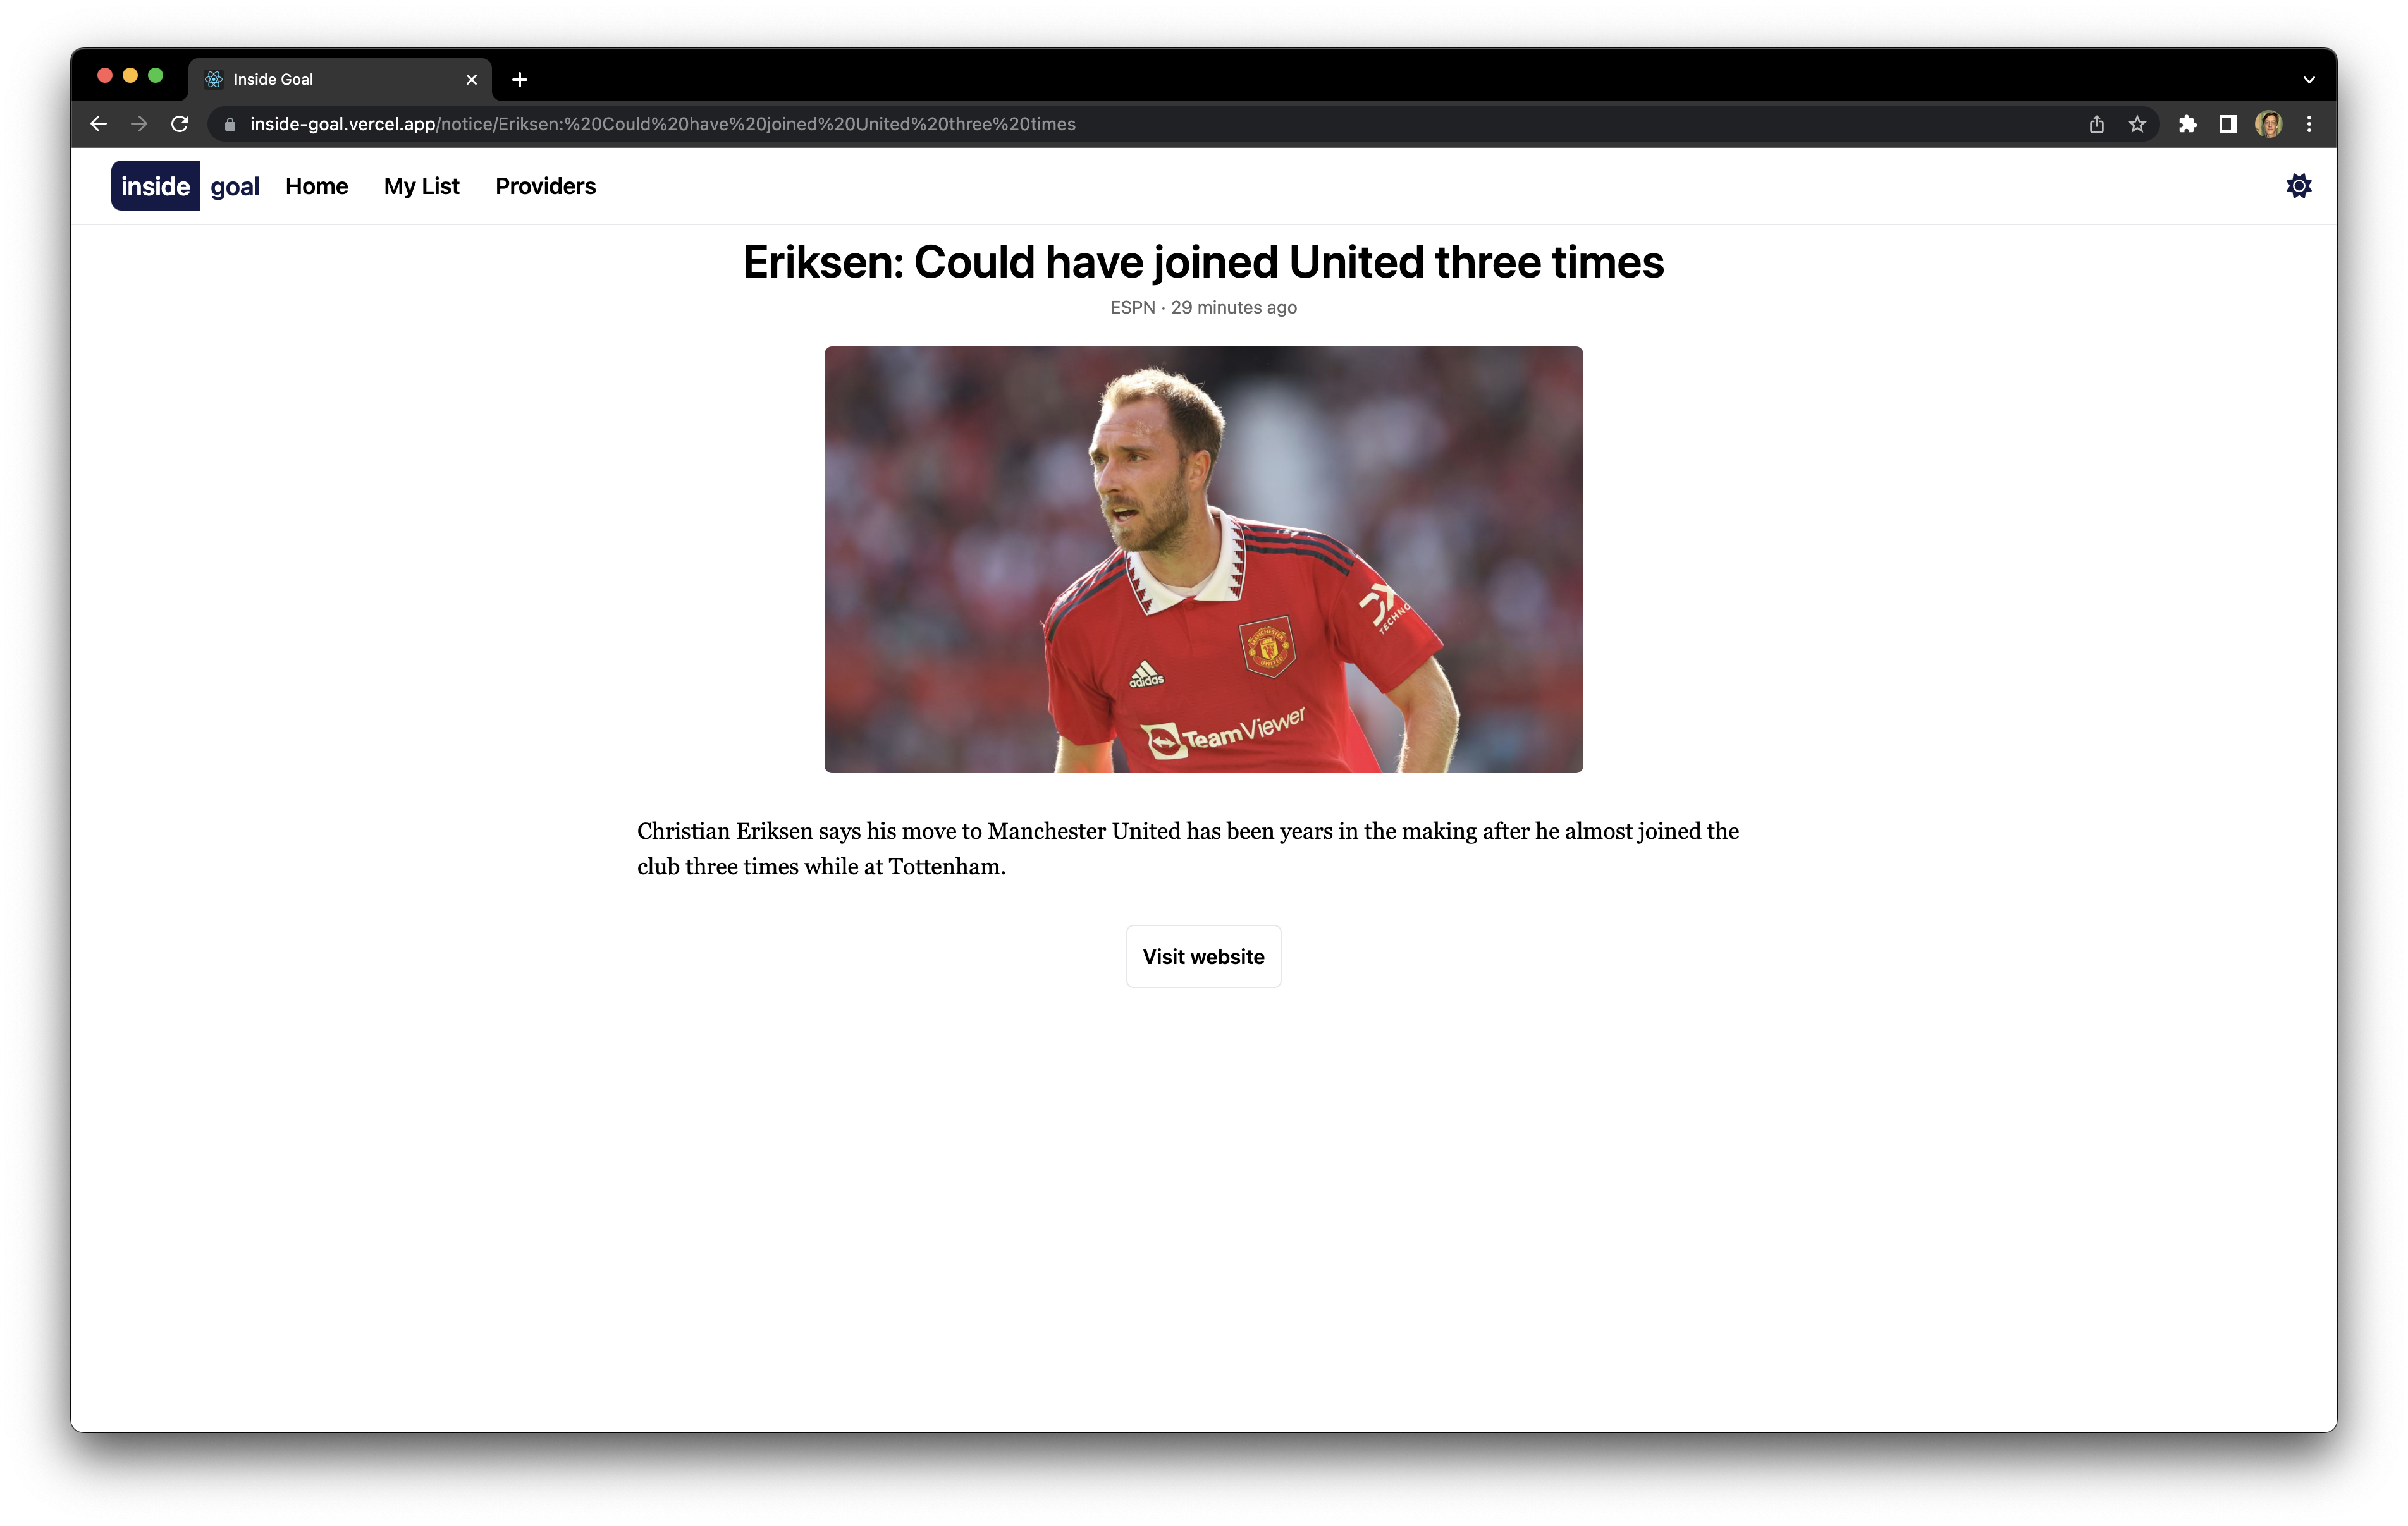 Inside Goal
inside-goal.vercel.app/notice/Eriksen:%20Could%20have%20joined%20United%20three%20times
inside goal Home My List Providers
Eriksen: Could have joined United three times
ESPN · 29 minutes ago
TECHNO
MANCHESTER
UNITED
adidas
TeamViewer
Christian Eriksen says his move to Manchester United has been years in the making after he almost joined the
club three times while at Tottenham.
Visit website